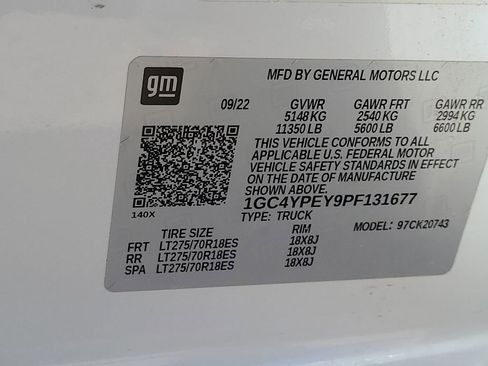 gm
MFD BY GENERAL MOTORS LLC
09/22 GVWR GAWR FRT GAWR RR
5148 KG 2540 KG 2994 KG
11350 LB 5600 LB 6600 LB
THIS VEHICLE CONFORMS TO ALL
APPLICABLE U.S. FEDERAL MOTOR
VEHICLE SAFETY STANDARDS IN EFFECT
ON THE DATE OF MANUFACTURE
SHOWN ABOVE.
1GC4YPEY9PF131677
140X TYPE: TRUCK MODEL: 97CK20743
TIRE SIZE RIM
FRT LT275/70R18ES 18X8J
RR LT275/70R18ES 18X8J
SPA LT275/70R18ES 18X8J